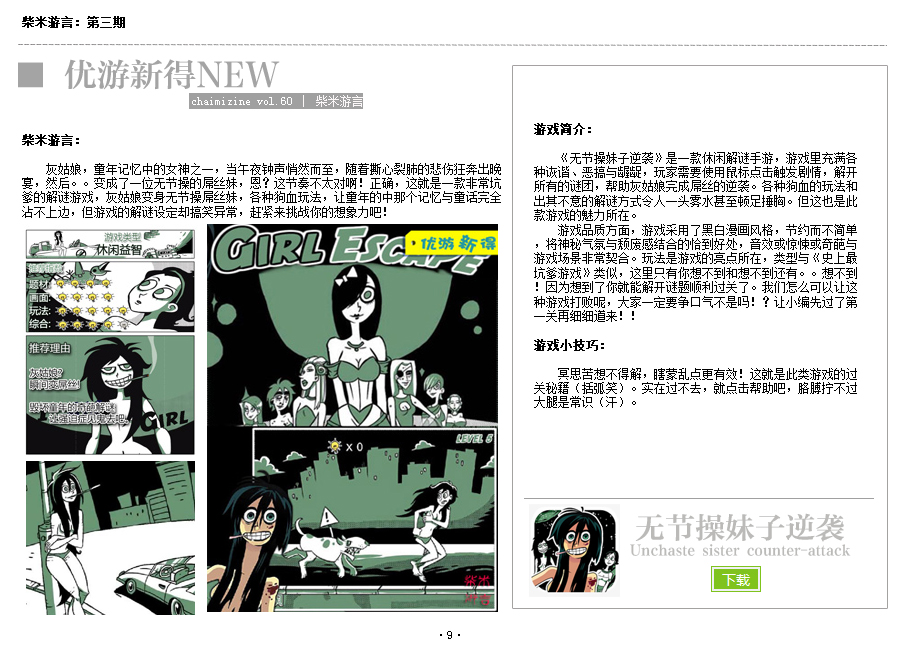 柴米游言：第三期
优游新得NEW
chaimizine vol.60 | 柴米游言
柴米游言：
灰姑娘，童年记忆中的女神之一，当午夜钟声悄然而至，随着撕心裂肺的悲伤狂奔出晚
宴，然后。。变成了一位无节操的屌丝妹，恩？这节奏不太对啊！正确，这就是一款非常坑
爹的解谜游戏，灰姑娘变身无节操屌丝妹，各种狗血玩法，让童年的中那个记忆与童话完全
沾不上边，但游戏的解谜设定却搞笑异常，赶紧来挑战你的想象力吧！
游戏类型
休闲益智
推荐指数
题材：
画面：
玩法：
综合：
推荐理由
灰姑娘？
瞬间变屌丝！
毁坏童年的奇葩解谜！
GIRL
GIRL ESCAPE
优游新得
LEVEL 5
X 0
柴米
游言
游戏简介：
《无节操妹子逆袭》是一款休闲解谜手游，游戏里充满各
种诙谐、恶搞与龌龊，玩家需要使用鼠标点击触发剧情，解开
所有的谜团，帮助灰姑娘完成屌丝的逆袭。各种狗血的玩法和
出其不意的解谜方式令人一头雾水甚至顿足捶胸。但这也是此
款游戏的魅力所在。
游戏品质方面，游戏采用了黑白漫画风格，节约而不简单
，将神秘气氛与颓废感结合的恰到好处，音效或惊悚或奇葩与
游戏场景非常契合。玩法是游戏的亮点所在，类型与《史上最
坑爹游戏》类似，这里只有你想不到和想不到还有。。想不到
！因为想到了你就能解开谜题顺利过关了。我们怎么可以让这
种游戏打败呢，大家一定要争口气不是吗！？让小编先过了第
一关再细细道来！！
游戏小技巧：
冥思苦想不得解，瞎蒙乱点更有效！这就是此类游戏的过
关秘籍（括弧笑）。实在过不去，就点击帮助吧，胳膊拧不过
大腿是常识（汗）。
无节操妹子逆袭
Unchaste sister counter-attack
下载
·9·